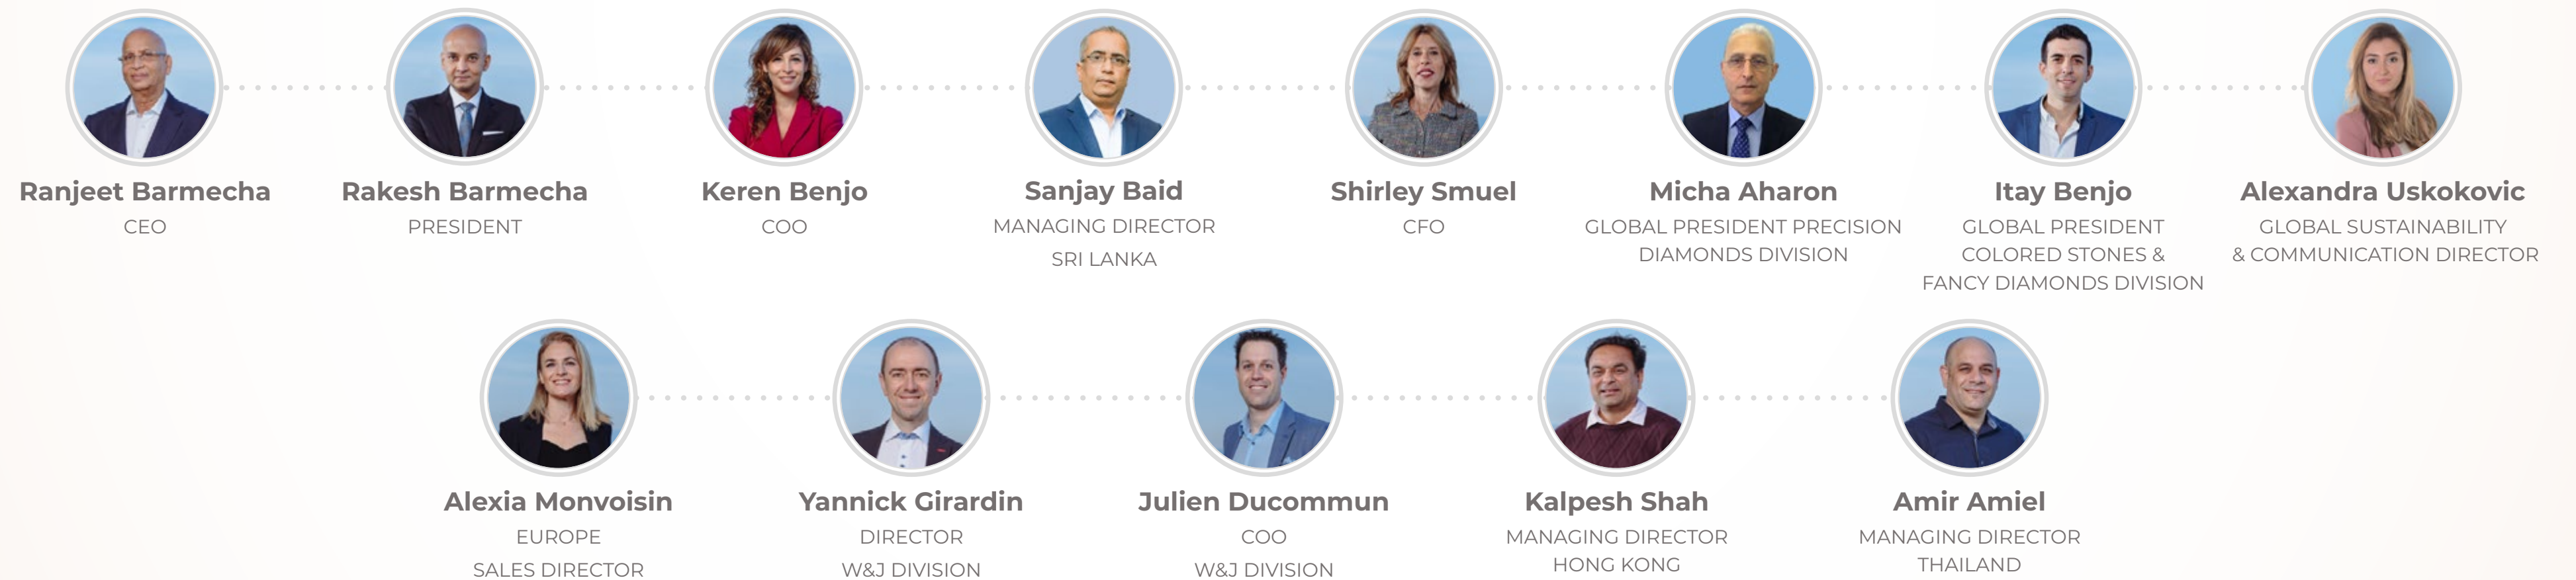 Ranjeet Barmecha
CEO
Rakesh Barmecha
PRESIDENT
Keren Benjo
COO
Sanjay Baid
MANAGING DIRECTOR
SRI LANKA
Shirley Smuel
CFO
Micha Aharon
GLOBAL PRESIDENT PRECISION
DIAMONDS DIVISION
Itay Benjo
GLOBAL PRESIDENT
COLORED STONES &
FANCY DIAMONDS DIVISION
Alexandra Uskokovic
GLOBAL SUSTAINABILITY
& COMMUNICATION DIRECTOR
Alexia Monvoisin
EUROPE
SALES DIRECTOR
Yannick Girardin
DIRECTOR
W&J DIVISION
Julien Ducommun
COO
W&J DIVISION
Kalpesh Shah
MANAGING DIRECTOR
HONG KONG
Amir Amiel
MANAGING DIRECTOR
THAILAND